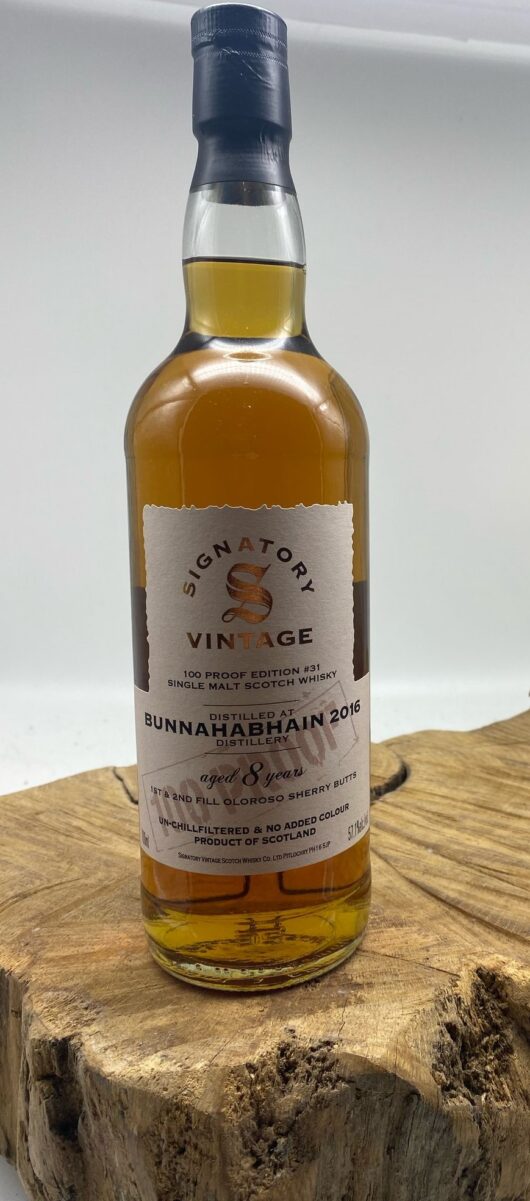 SIGNATORY
S
VINTAGE
100 PROOF EDITION #31
SINGLE MALT SCOTCH WHISKY
DISTILLED AT
BUNNAHABHAIN 2016
DISTILLERY
100 PROOF
aged 8 years
1ST & 2ND FILL OLOROSO SHERRY BUTTS
UN-CHILLFILTERED & NO ADDED COLOUR
PRODUCT OF SCOTLAND
SIGNATORY VINTAGE SCOTCH WHISKY CO. LTD PITLOCHRY PH16 5JP